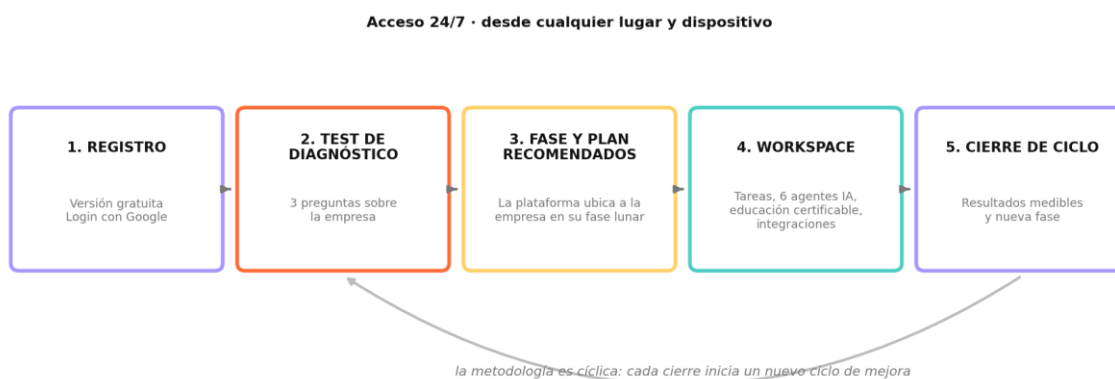 Acceso 24/7 · desde cualquier lugar y dispositivo
1. REGISTRO
Versión gratuita
Login con Google
2. TEST DE
DIAGNÓSTICO
3 preguntas sobre
la empresa
3. FASE Y PLAN
RECOMENDADOS
La plataforma ubica a la
empresa en su fase lunar
4. WORKSPACE
Tareas, 6 agentes IA,
educación certificable,
integraciones
5. CIERRE DE CICLO
Resultados medibles
y nueva fase
la metodología es cíclica: cada cierre inicia un nuevo ciclo de mejora